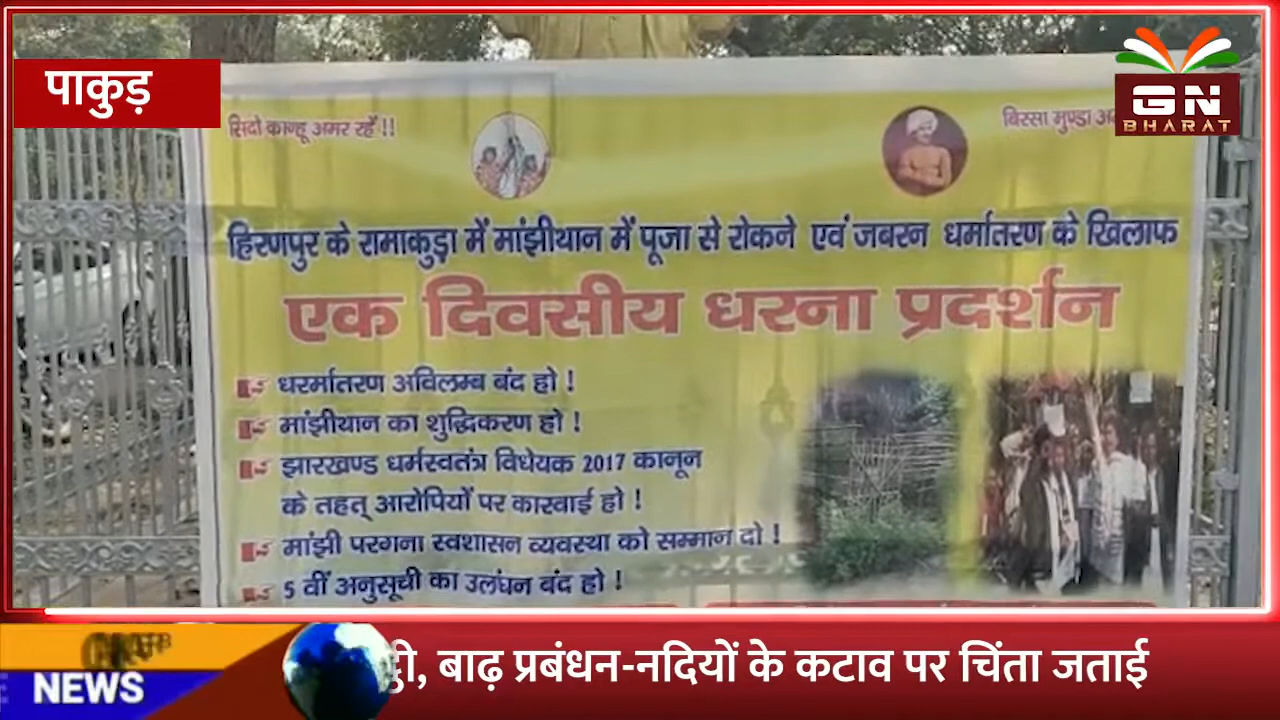 पाकुड़
GN
BHARAT
सिदो कान्हू अमर रहें !!
बिरसा मुण्डा
हिरणपुर के रामाकुड़ा में मांझीथान में पूजा से रोकने एवं जबरन धर्मातरण के खिलाफ
एक दिवसीय धरना प्रदर्शन
धरर्मातरण अविलम्ब बंद हो !
मांझीथान का शुद्धिकरण हो !
झारखण्ड धर्मस्वतंत्र विधेयक 2017 कानून
के तहत् आरोपियों पर कारवाई हो !
मांझी परगना स्वशासन व्यवस्था को सम्मान दो !
5 वीं अनुसूची का उलंघन बंद हो !
NEWS
बाढ़ प्रबंधन-नदियों के कटाव पर चिंता जताई